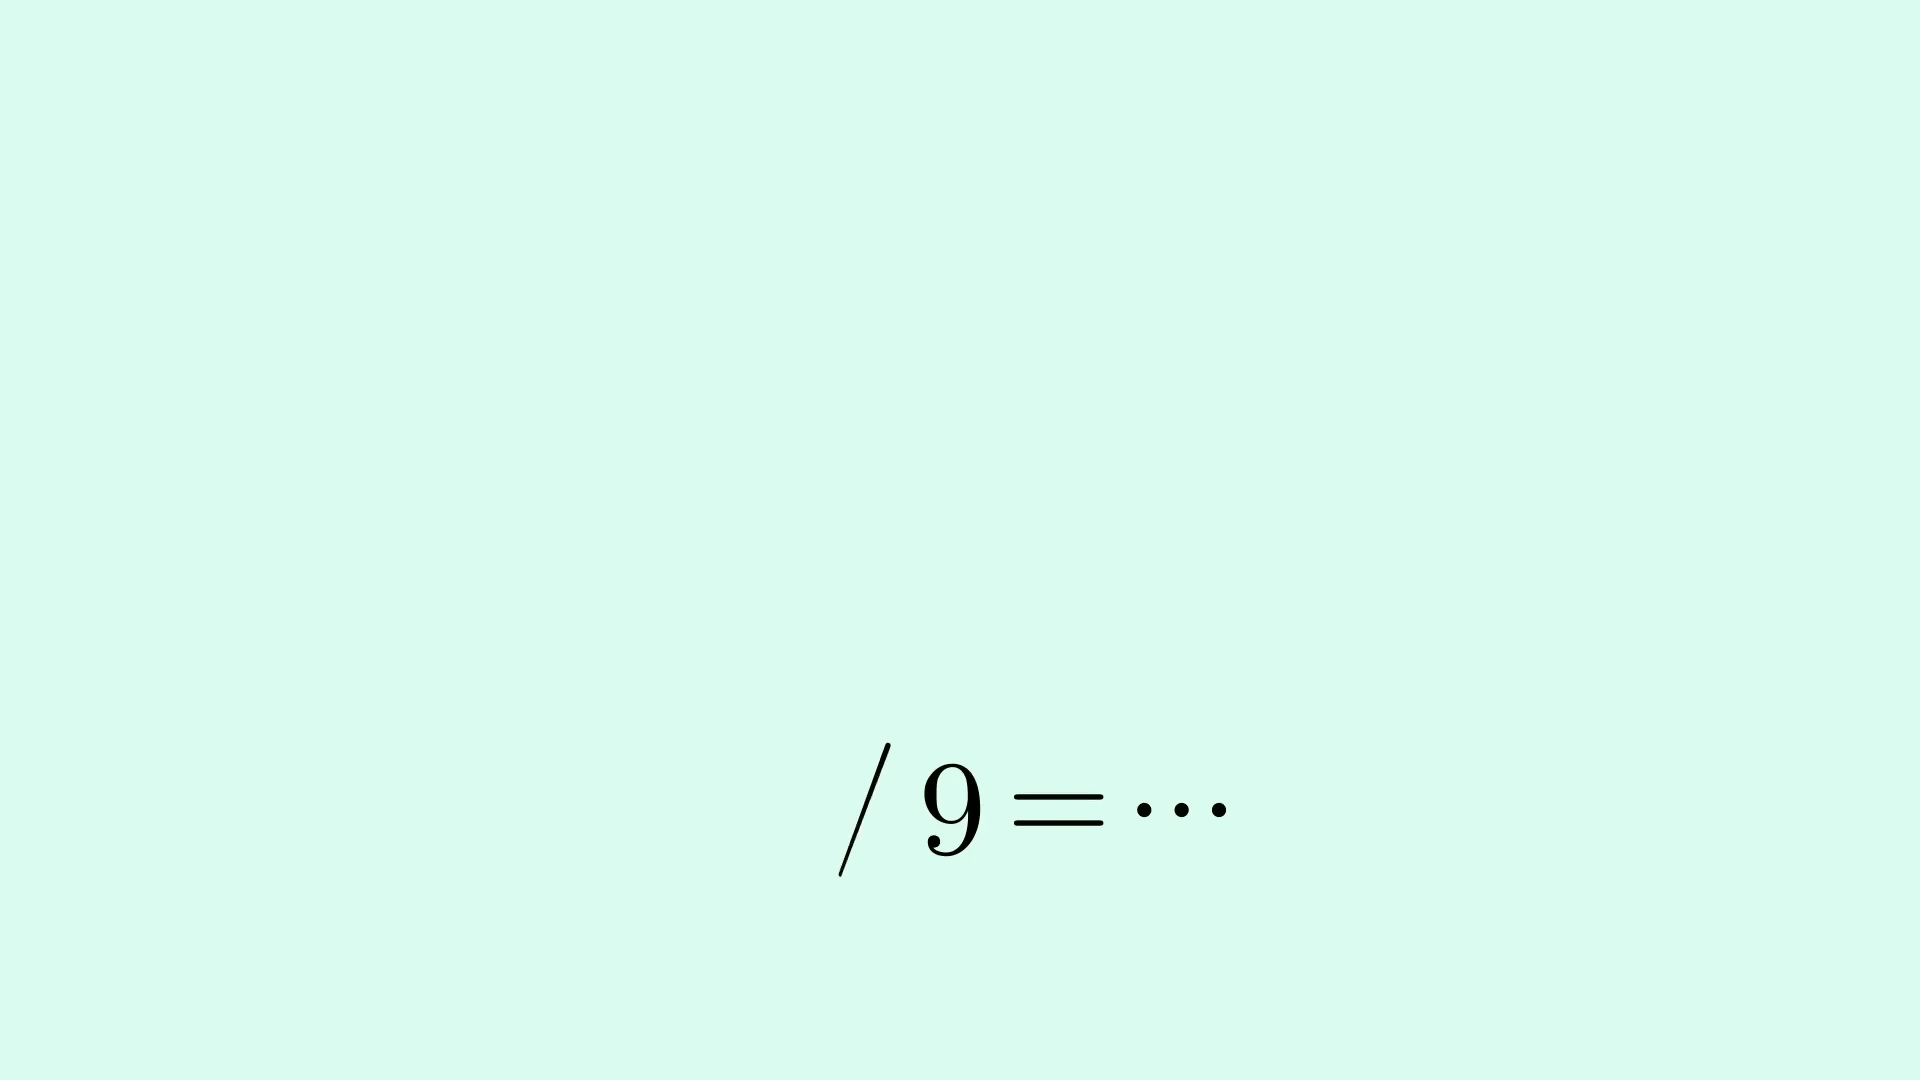 / 9 = ⋯